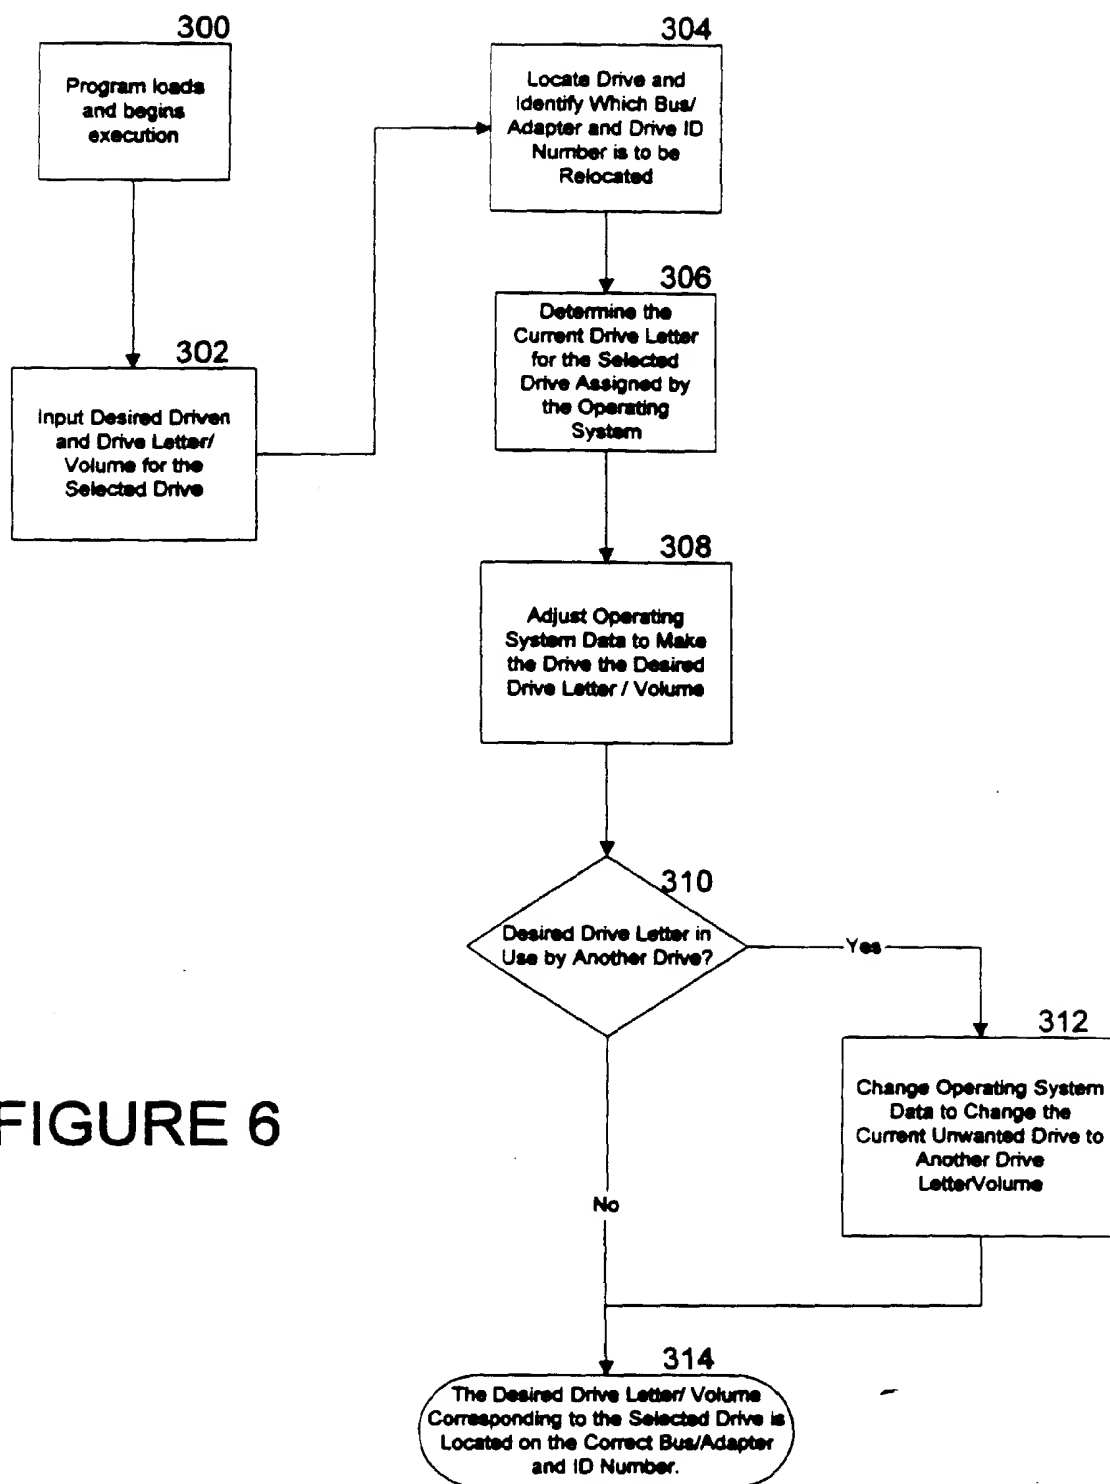 300
Program loads
and begins
execution
302
Input Desired Driven
and Drive Letter/
Volume for the
Selected Drive
304
Locate Drive and
Identify Which Bus/
Adapter and Drive ID
Number is to be
Relocated
306
Determine the
Current Drive Letter
for the Selected
Drive Assigned by
the Operating
System
308
Adjust Operating
System Data to Make
the Drive the Desired
Drive Letter / Volume
310
Desired Drive Letter in
Use by Another Drive?
Yes
312
Change Operating System
Data to Change the
Current Unwanted Drive to
Another Drive
Letter/Volume
No
314
The Desired Drive Letter/ Volume
Corresponding to the Selected Drive is
Located on the Correct Bus/Adapter
and ID Number.
FIGURE 6